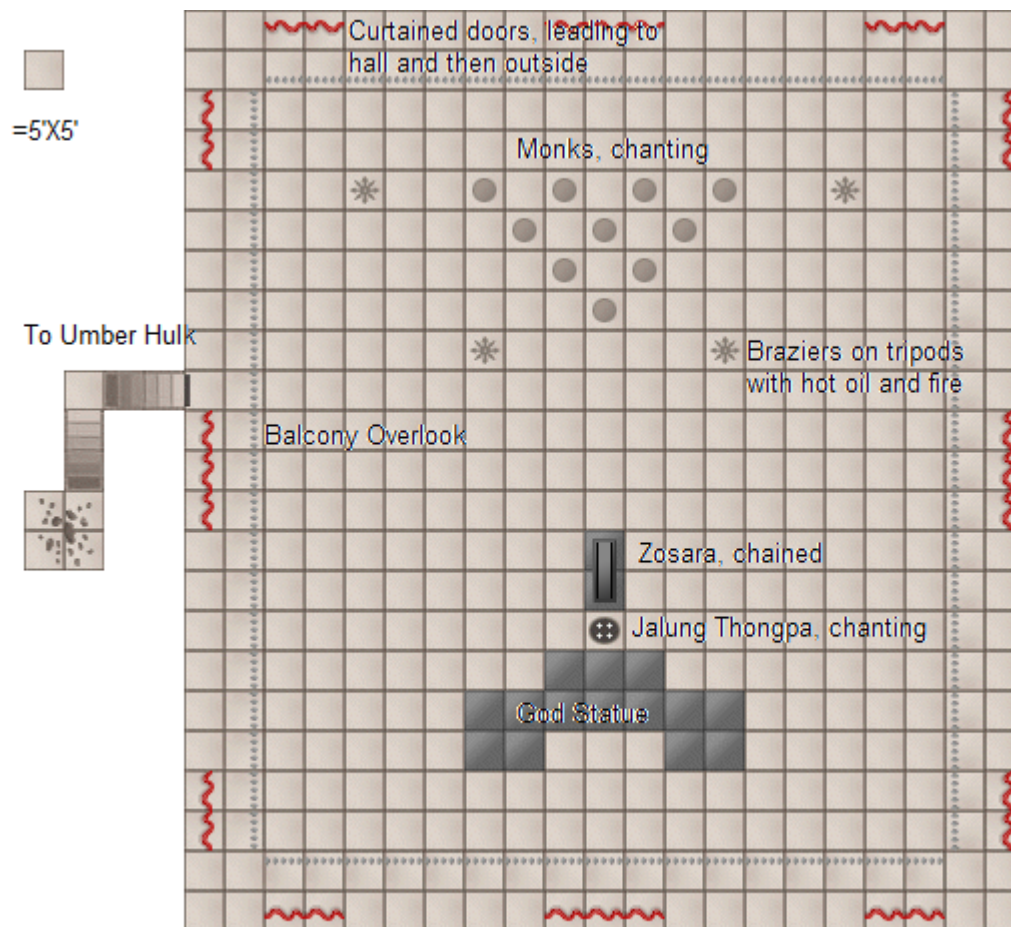 Curtained doors, leading to
hall and then outside
=5'X5'
Monks, chanting
To Umber Hulk
Braziers on tripods
with hot oil and fire
Balcony Overlook
Zosara, chained
Jalung Thongpa, chanting
God Statue